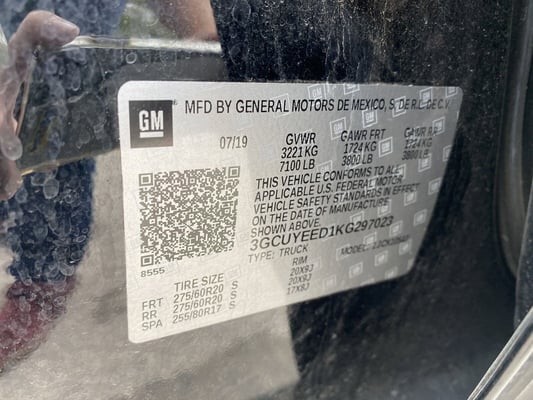 GM
MFD BY GENERAL MOTORS DE MEXICO, S. DE R.L. DE C.V.
07/19 GVWR GAWR FRT GAWR RR
3221 KG 1724 KG 1724 KG
7100 LB 3800 LB 3800 LB
THIS VEHICLE CONFORMS TO ALL
APPLICABLE U.S. FEDERAL MOTOR
VEHICLE SAFETY STANDARDS IN EFFECT
ON THE DATE OF MANUFACTURE.
3GCUYEED1KG297023
TYPE: TRUCK MODEL:
8555
TIRE SIZE RIM
FRT 275/60R20 S 20X9J
RR 275/60R20 S 20X9J
SPA 255/80R17 S 17X8J